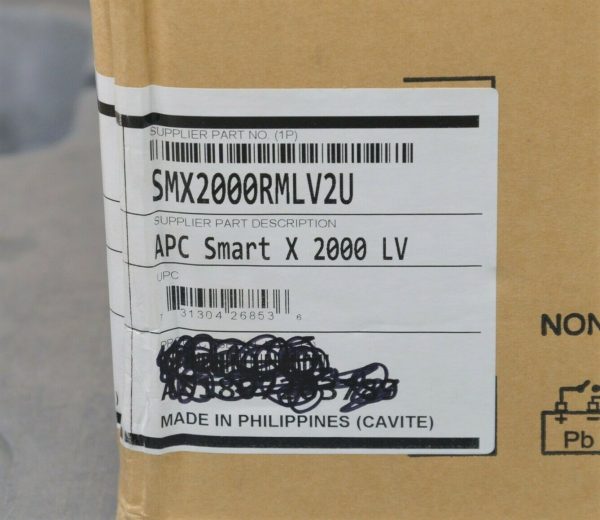 SUPPLIER PART NO. (1P)
SMX2000RMLV2U
SUPPLIER PART DESCRIPTION
APC Smart X 2000 LV
UPC
7 31304 26853 6
MADE IN PHILIPPINES (CAVITE)
NON
Pb